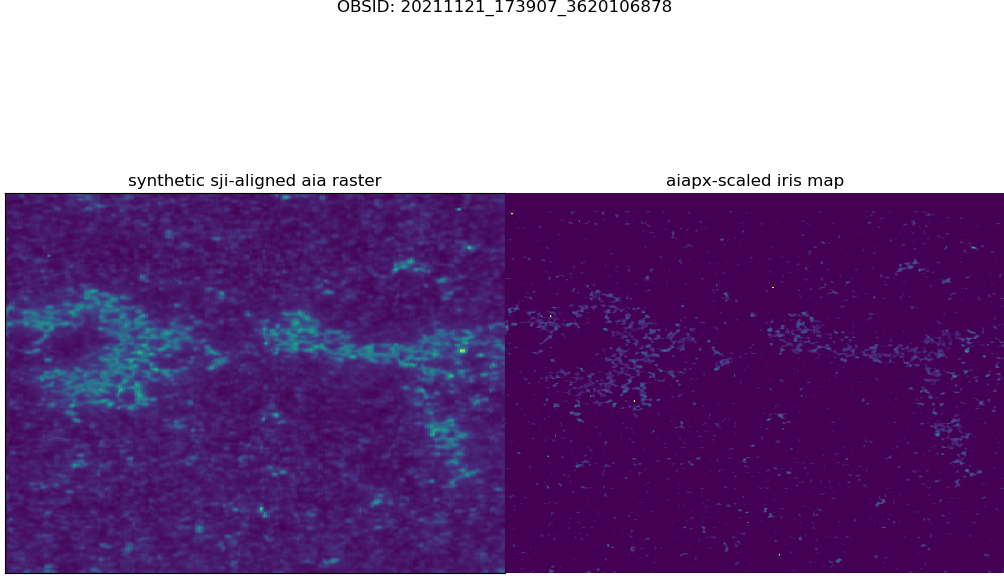 OBSID: 20211121_173907_3620106878
synthetic sji-aligned aia raster
aiapx-scaled iris map